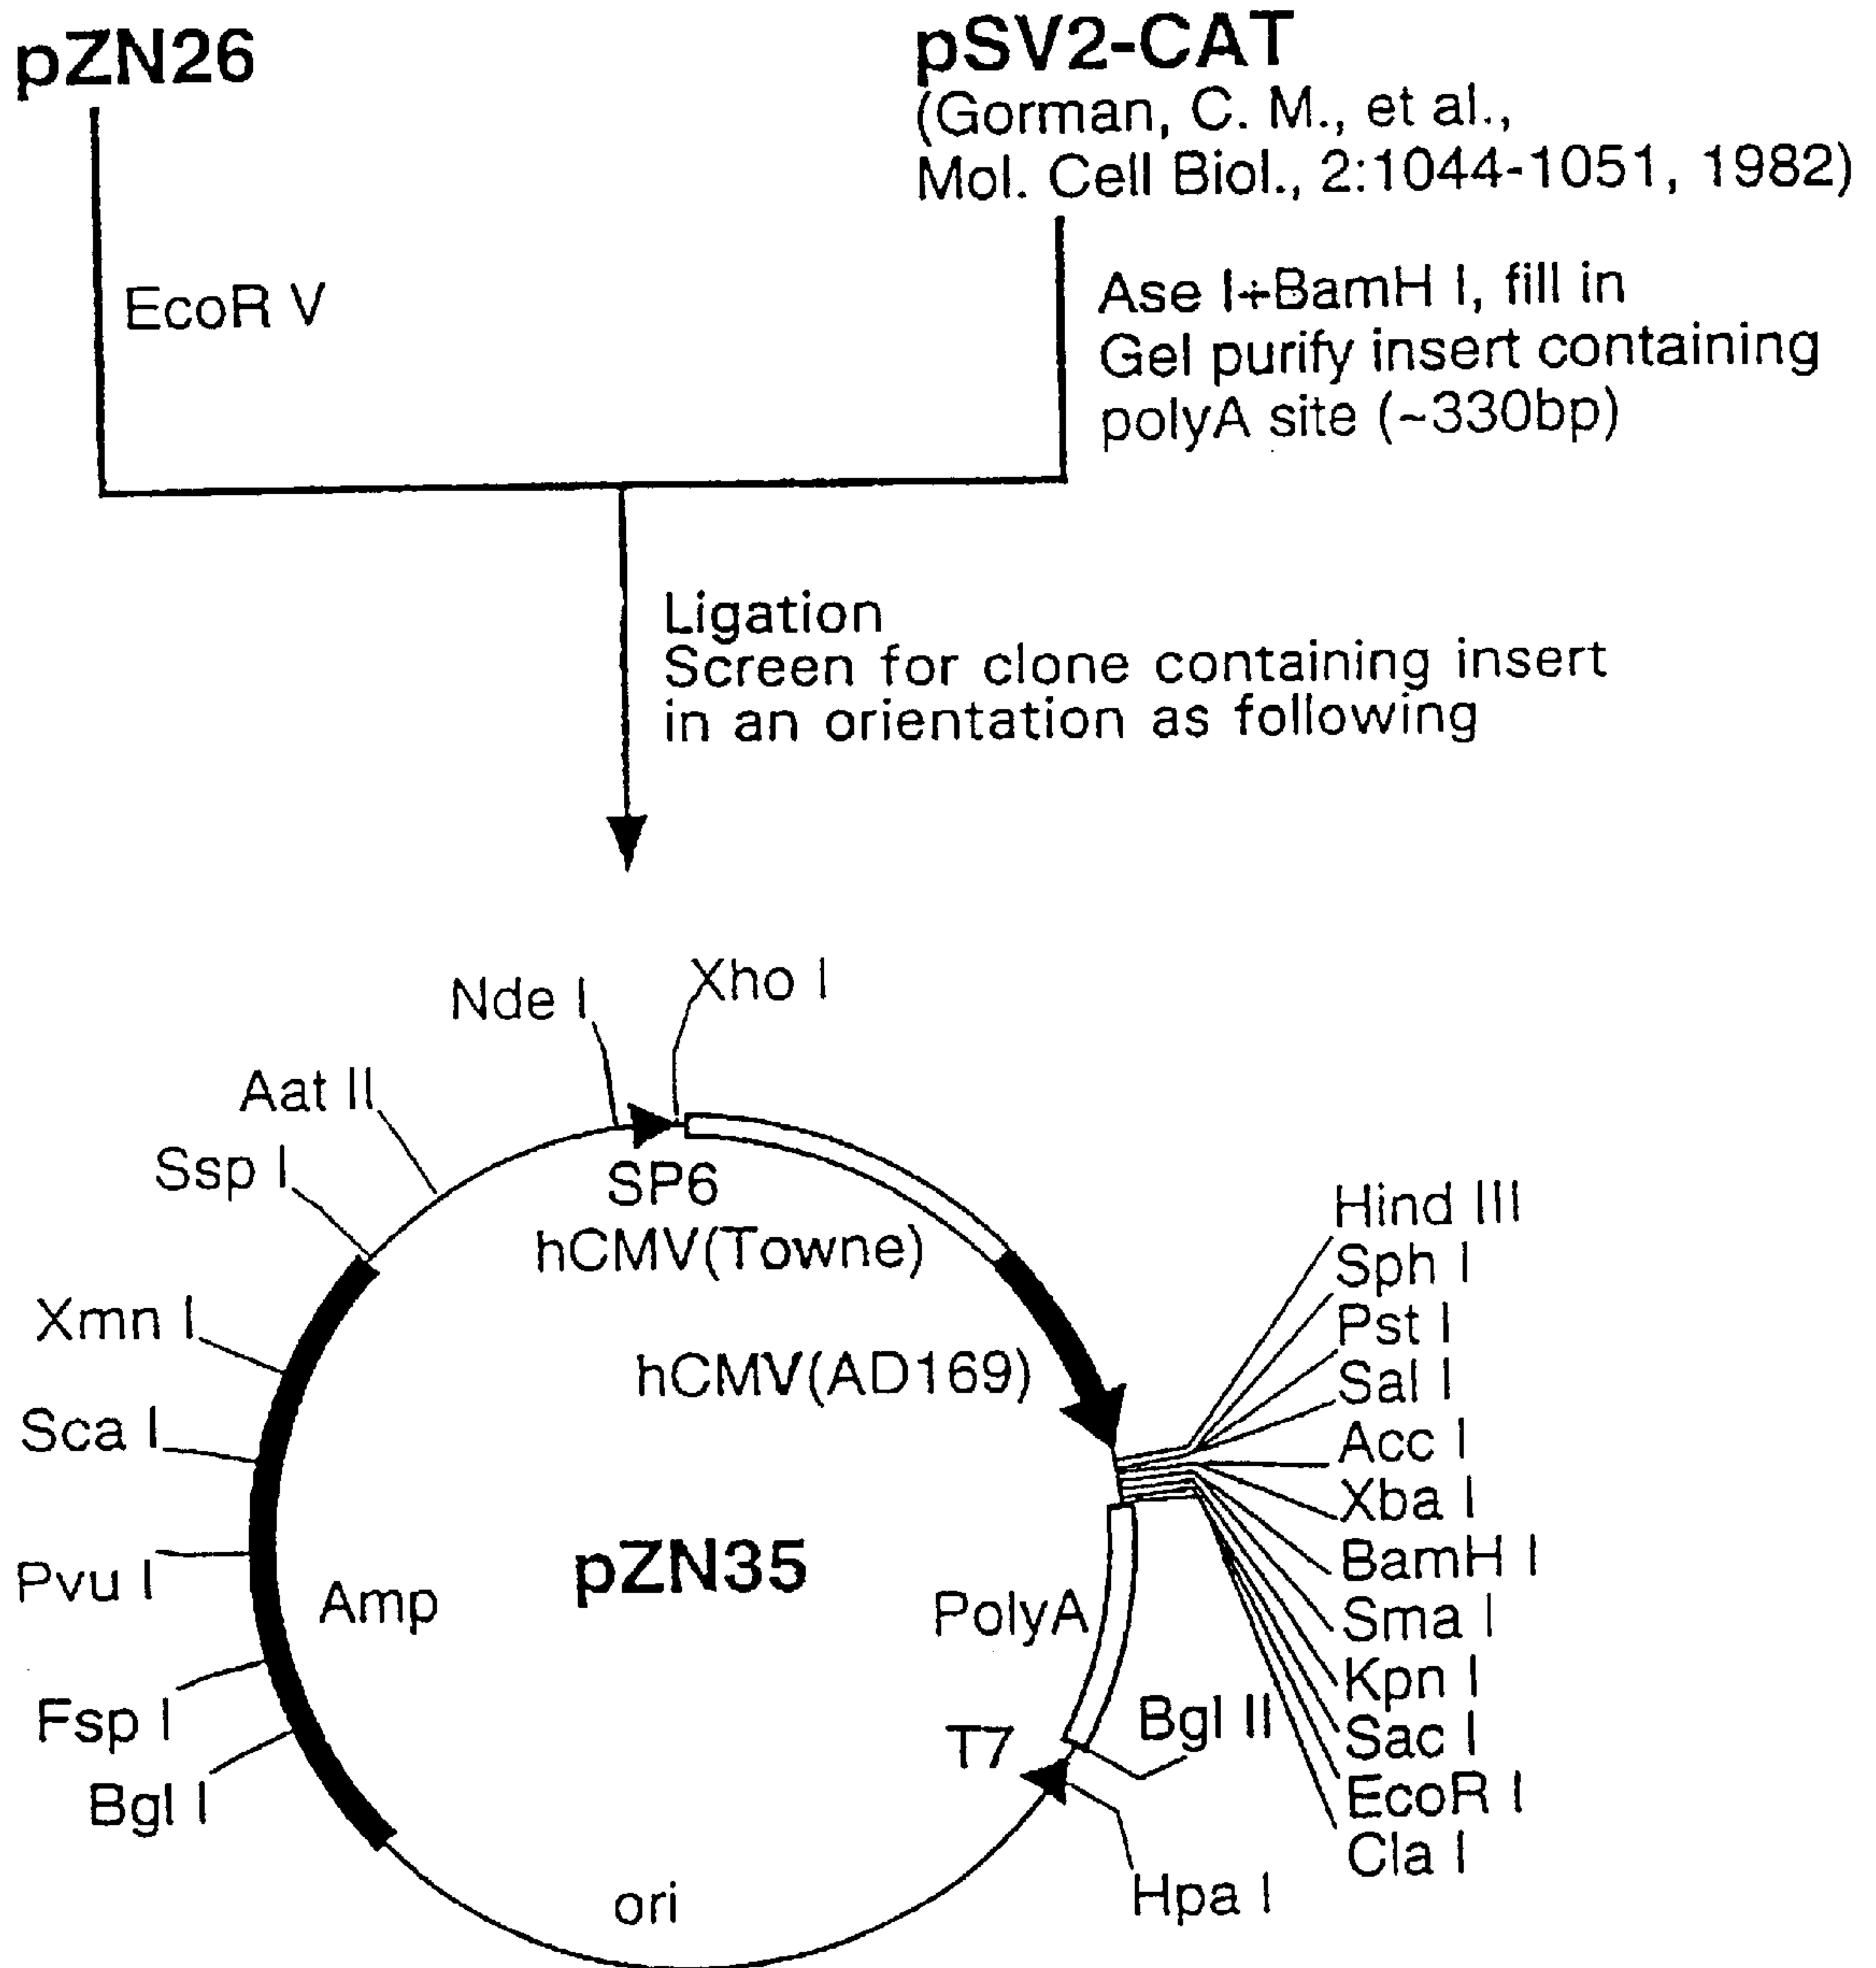 pZN26
pSV2-CAT
(Gorman, C. M., et al.,
Mol. Cell Biol., 2:1044-1051, 1982)
EcoR V
Ase I+BamH I, fill in
Gel purify insert containing
polyA site (~330bp)
Ligation
Screen for clone containing insert
in an orientation as following
Nde I
Xho I
Aat II
Ssp I
SP6
hCMV(Towne)
Hind III
Sph I
Pst I
Sal I
Acc I
Xba I
BamH I
Sma I
Kpn I
Sac I
EcoR I
Cla I
Xmn I
hCMV(AD169)
Sca I
Pvu I
Amp
pZN35
PolyA
Fsp I
Bgl I
T7
Bgl II
Hpa I
ori